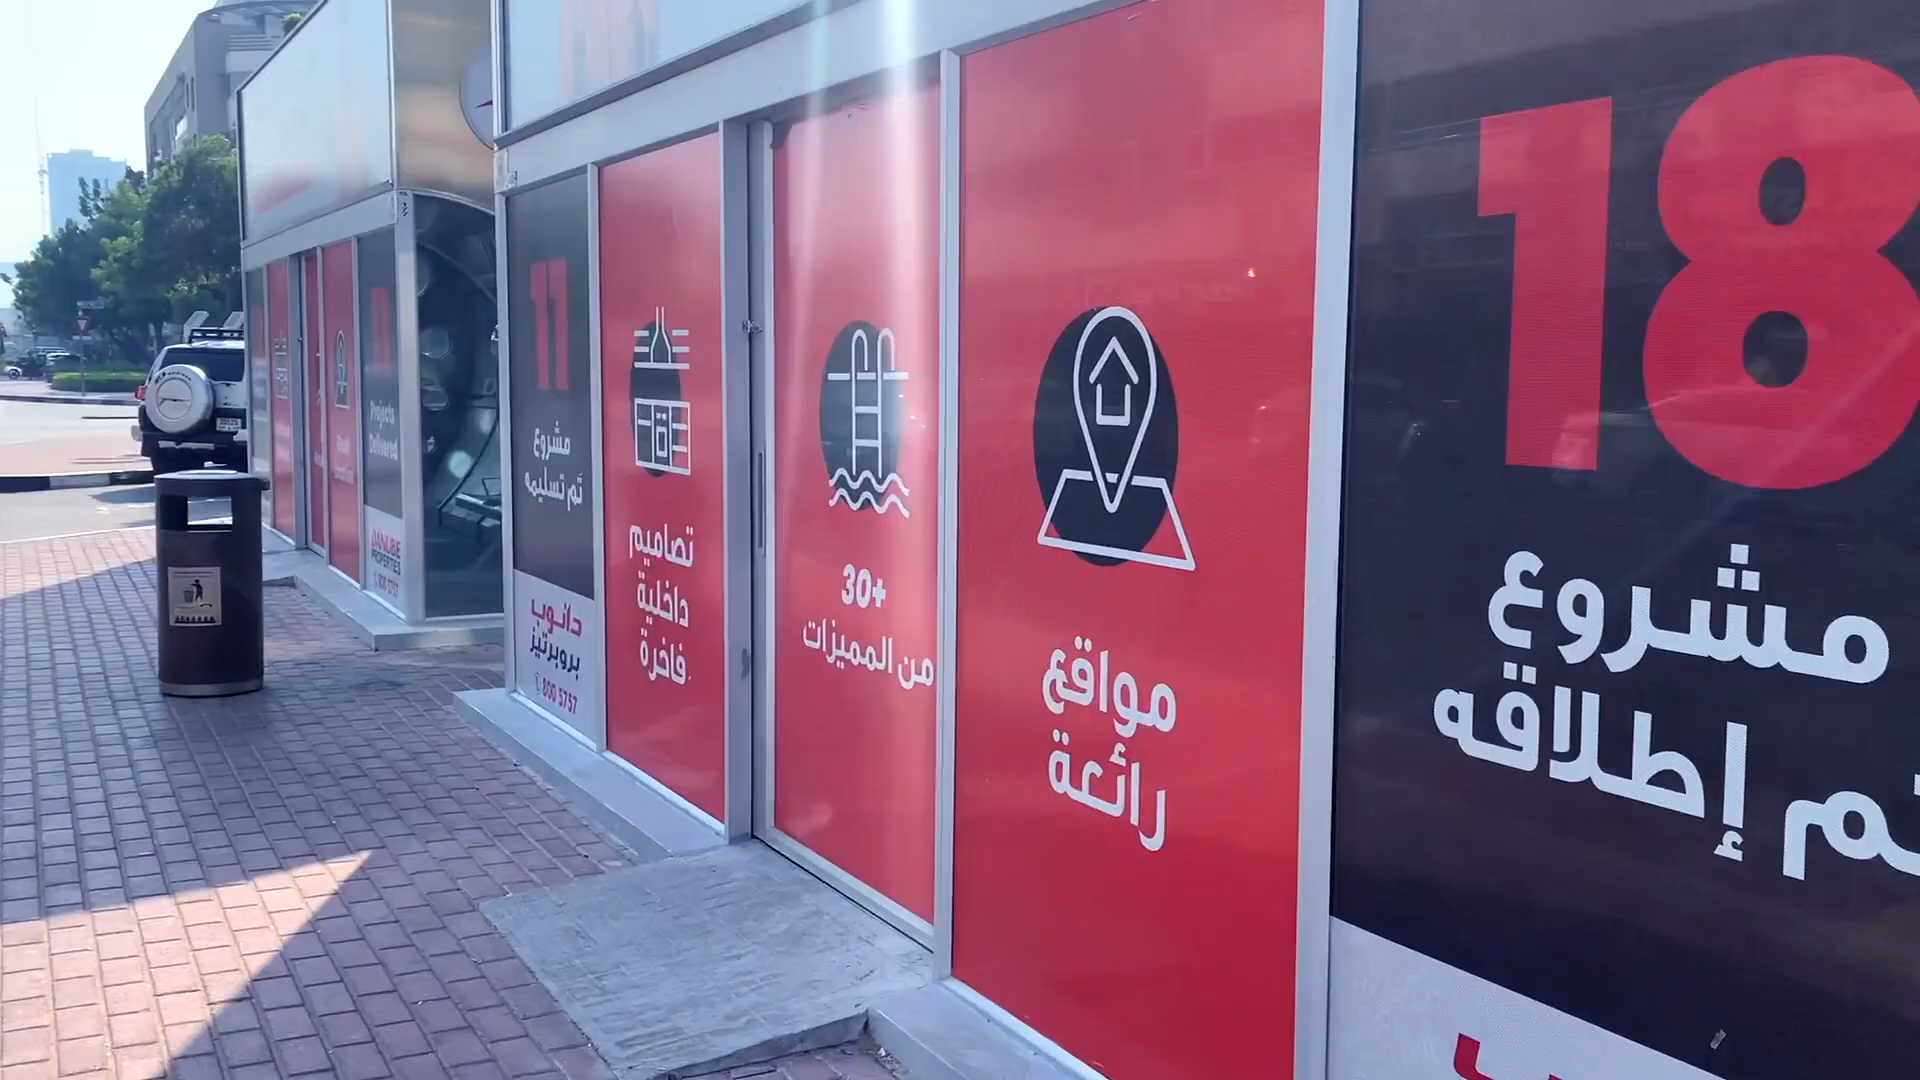 18
مشروع
تم إطلاقه
مواقع
رائعة
30+
من المميزات
تصاميم
داخلية
فاخرة
11
مشروع
تم تسليمه
دانوب
بروبرتيز
800 5757
11
Projects
Delivered
DANUBE
PROPERTIES
800 5757